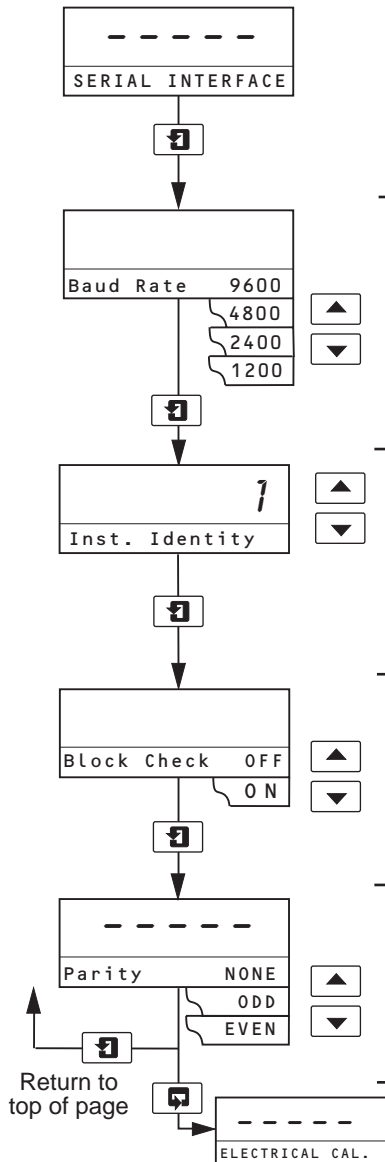 – – – – –
SERIAL INTERFACE
Baud Rate 9600
4800
2400
1200
1
Inst. Identity
Block Check OFF
ON
– – – – –
Parity NONE
ODD
EVEN
Return to
top of page
– – – – –
ELECTRICAL CAL.